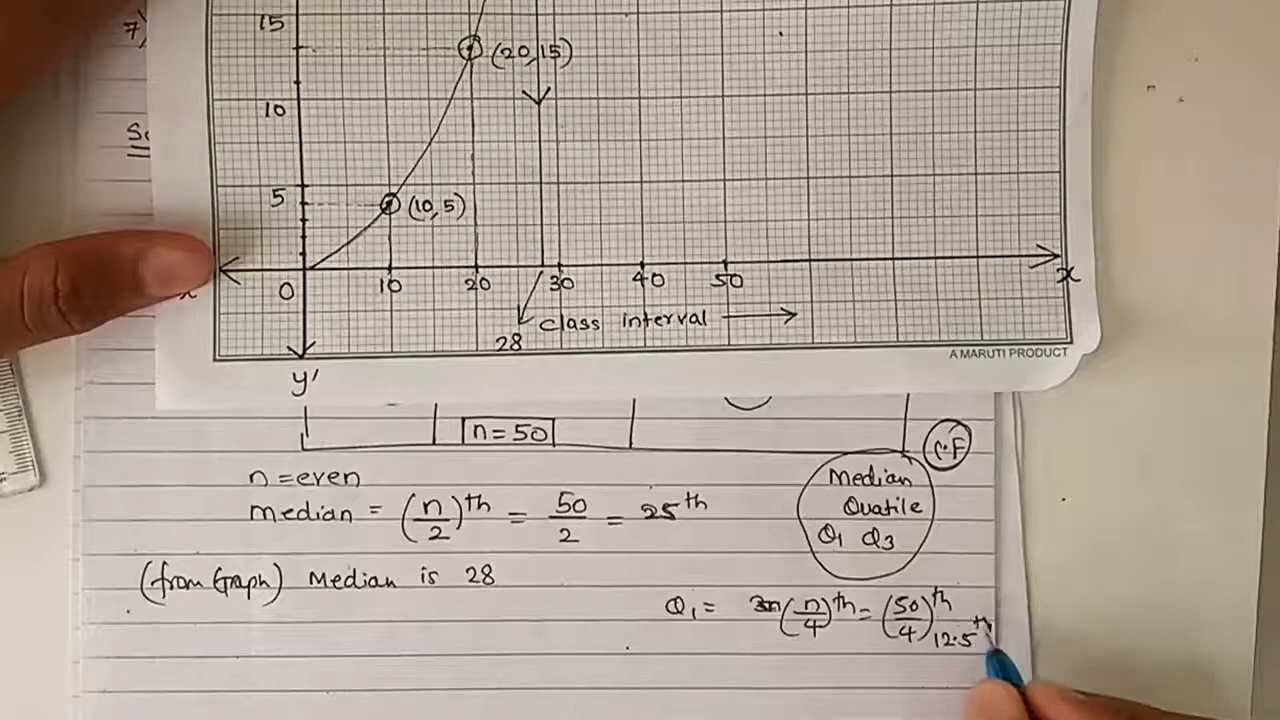 7)
15
(20,15)
10
So
5
(10,5)
0 10 20 30 40 50 x
class interval
28
A MARUTI PRODUCT
y'
n=50
C.F
n=even
Median
Quatile
Q1 Q3
median = (n/2)th = 50/2 = 25th
(from Graph) Median is 28
Q1 = (n/4)th = (50/4)th 12.5th